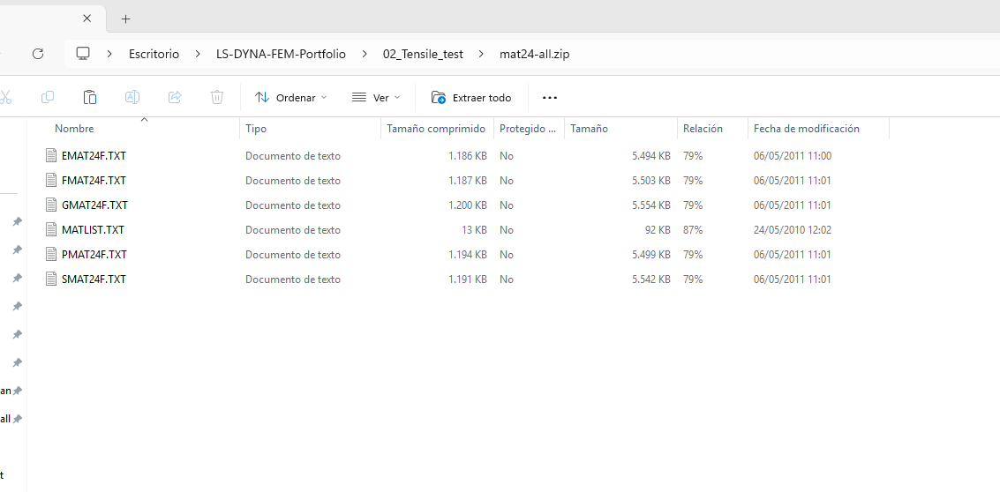 Escritorio LS-DYNA-FEM-Portfolio 02_Tensile_test mat24-all.zip
Ordenar Ver Extraer todo
Nombre Tipo Tamaño comprimido Protegido ... Tamaño Relación Fecha de modificación
EMAT24F.TXT Documento de texto 1.186 KB No 5.494 KB 79% 06/05/2011 11:00
FMAT24F.TXT Documento de texto 1.187 KB No 5.503 KB 79% 06/05/2011 11:01
GMAT24F.TXT Documento de texto 1.200 KB No 5.554 KB 79% 06/05/2011 11:01
MATLIST.TXT Documento de texto 13 KB No 92 KB 87% 24/05/2010 12:02
PMAT24F.TXT Documento de texto 1.194 KB No 5.499 KB 79% 06/05/2011 11:01
SMAT24F.TXT Documento de texto 1.191 KB No 5.542 KB 79% 06/05/2011 11:01
an
all
t